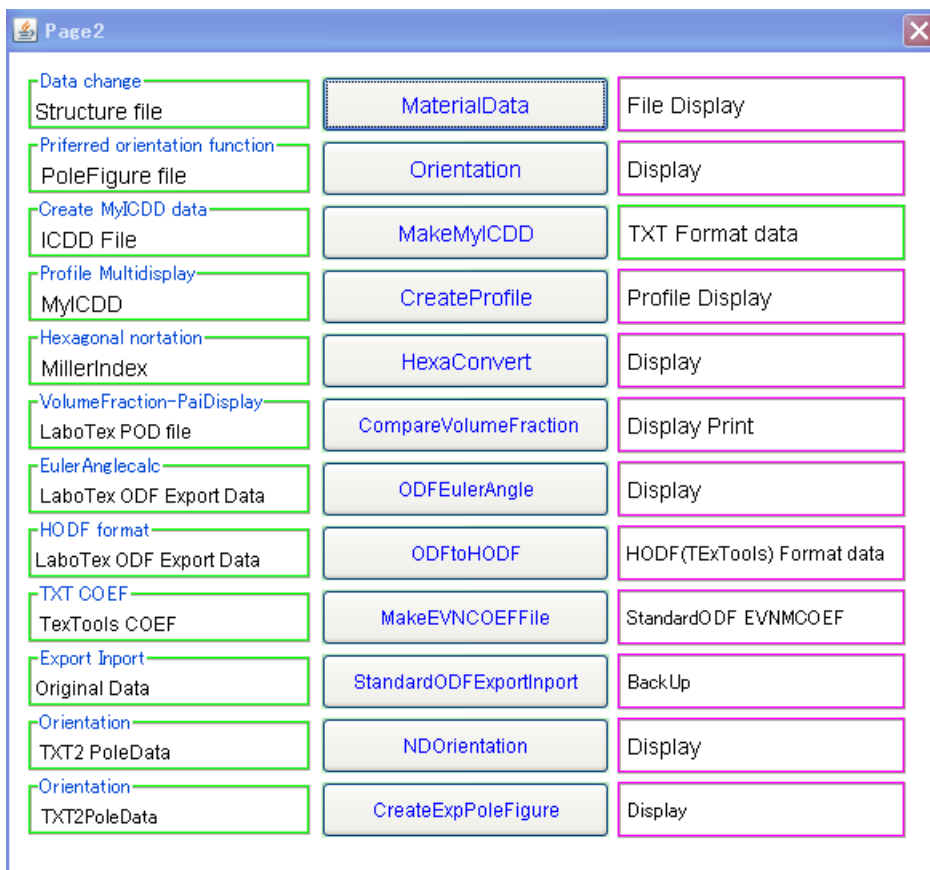 Page2
Data change
Structure file
MaterialData
File Display
Priferred orientation function
PoleFigure file
Orientation
Display
Create MyICDD data
ICDD File
MakeMyICDD
TXT Format data
Profile Multidisplay
MyICDD
CreateProfile
Profile Display
Hexagonal nortation
MillerIndex
HexaConvert
Display
VolumeFraction-PaiDisplay
LaboTex POD file
CompareVolumeFraction
Display Print
EulerAnglecalc
LaboTex ODF Export Data
ODFEulerAngle
Display
HODF format
LaboTex ODF Export Data
ODFtoHODF
HODF(TExTools) Format data
TXT COEF
TexTools COEF
MakeEVNCOEFFile
StandardODF EVNMCOEF
Export Inport
Original Data
StandardODFExportInport
BackUp
Orientation
TXT2 PoleData
NDOrientation
Display
Orientation
TXT2PoleData
CreateExpPoleFigure
Display